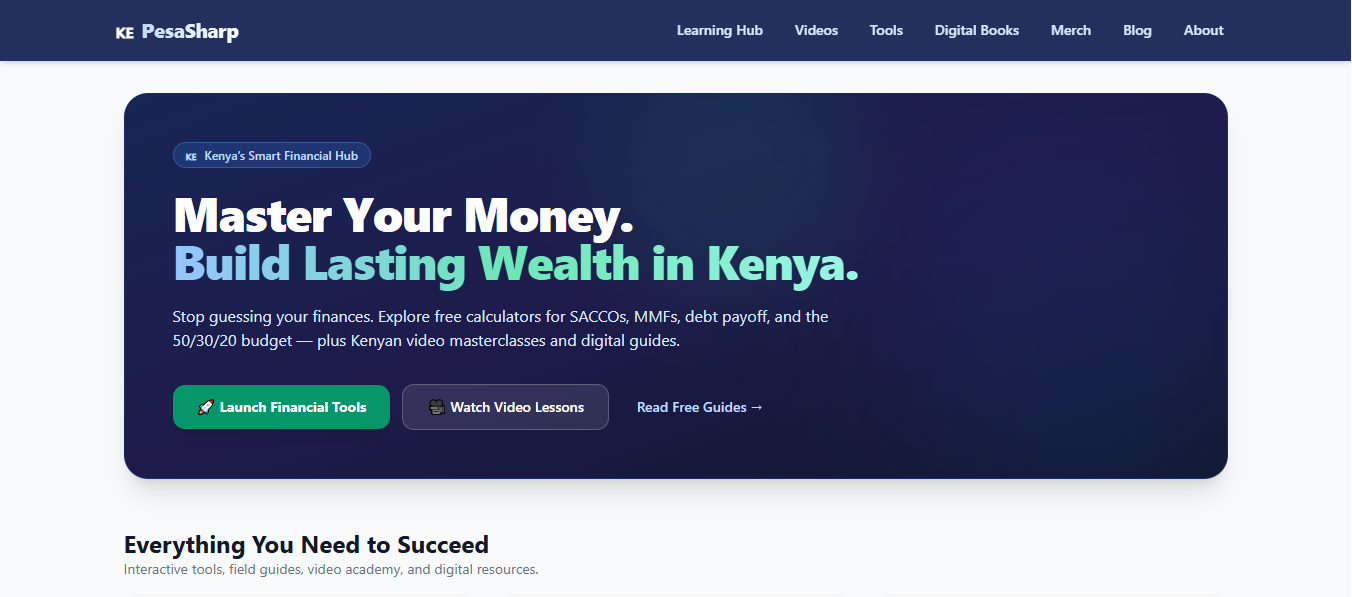 KE PesaSharp
Learning Hub Videos Tools Digital Books Merch Blog About
KE Kenya's Smart Financial Hub
Master Your Money.
Build Lasting Wealth in Kenya.
Stop guessing your finances. Explore free calculators for SACCOs, MMFs, debt payoff, and the
50/30/20 budget — plus Kenyan video masterclasses and digital guides.
🚀 Launch Financial Tools 🎥 Watch Video Lessons Read Free Guides →
Everything You Need to Succeed
Interactive tools, field guides, video academy, and digital resources.